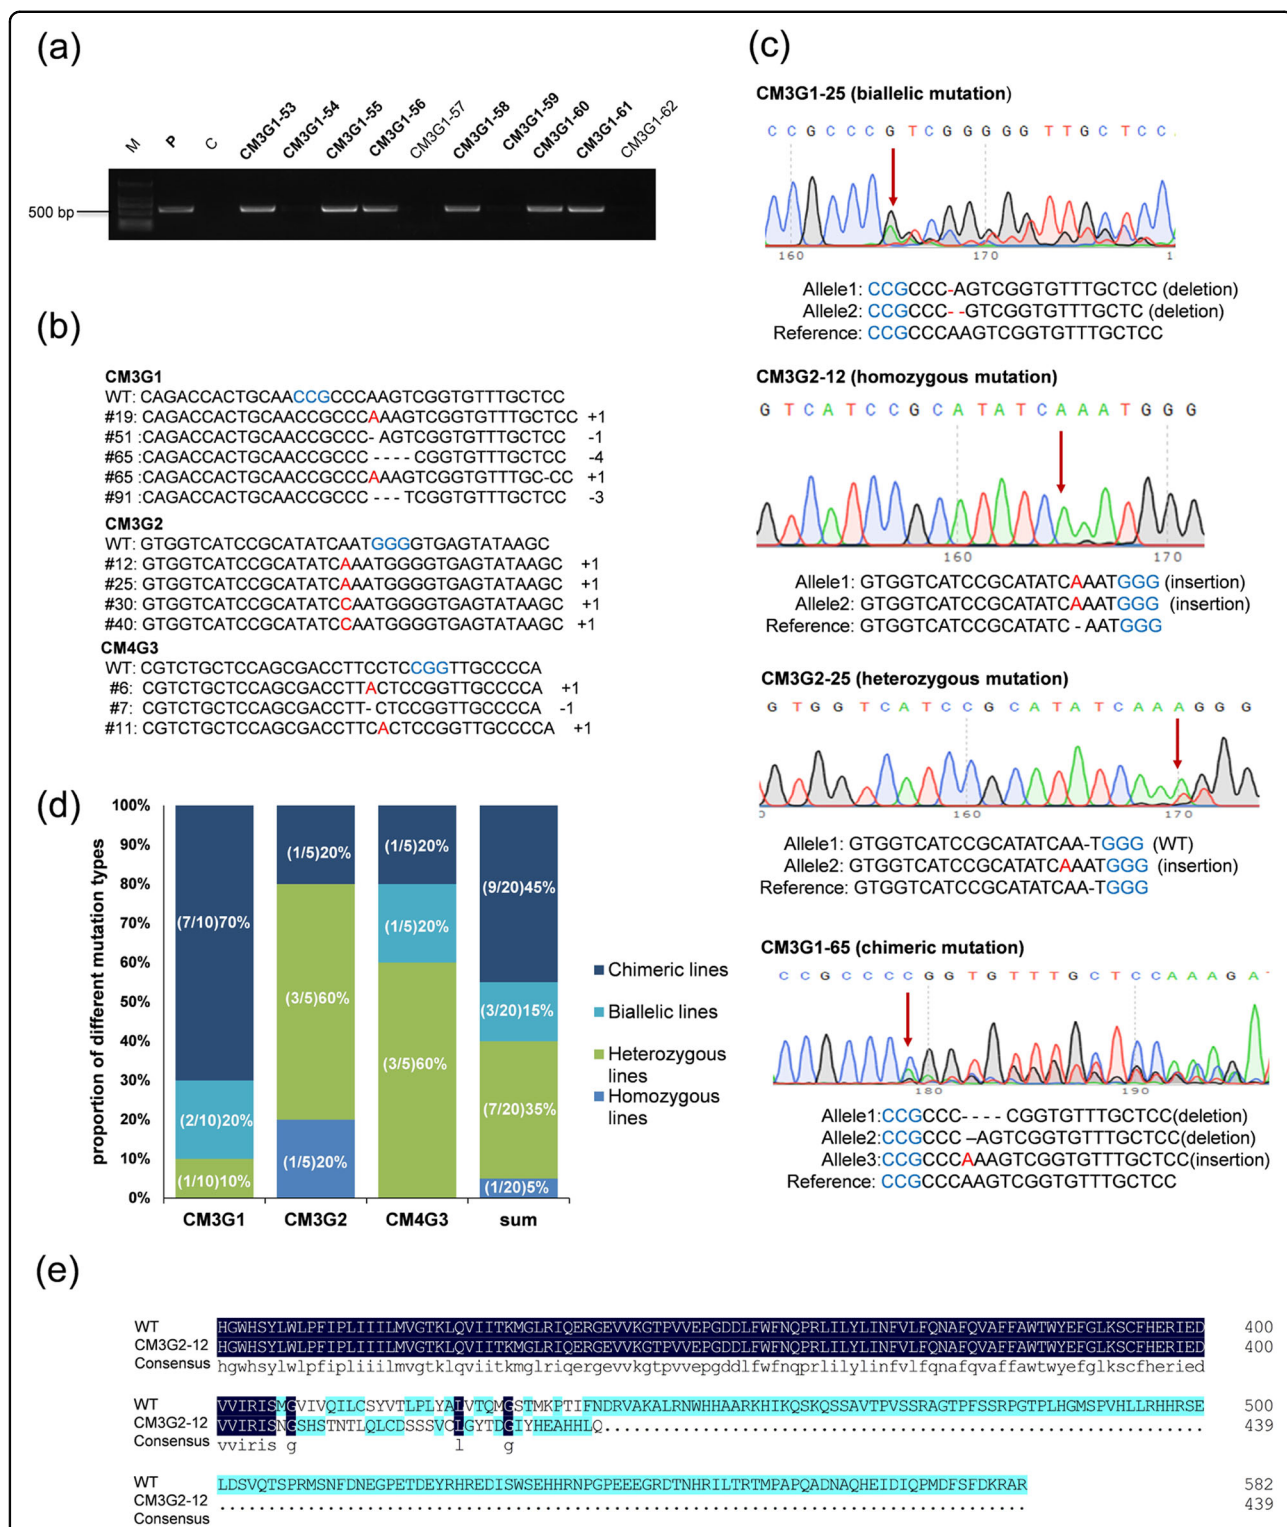 (a)
M P C CM3G1-53 CM3G1-54 CM3G1-55 CM3G1-56 CM3G1-57 CM3G1-58 CM3G1-59 CM3G1-60 CM3G1-61 CM3G1-62
500 bp
(b)
CM3G1
WT: CAGACCACTGCAACCGCCCAAGTCGGTGTTTGCTCC
#19: CAGACCACTGCAACCGCCCAAAGTCGGTGTTTGCTCC +1
#51 :CAGACCACTGCAACCGCCC- AGTCGGTGTTTGCTCC -1
#65 :CAGACCACTGCAACCGCCC - - - - CGGTGTTTGCTCC -4
#65 :CAGACCACTGCAACCGCCCAAAGTCGGTGTTTGC-CC +1
#91 :CAGACCACTGCAACCGCCC - - - TCGGTGTTTGCTCC -3
CM3G2
WT: GTGGTCATCCGCATATCAATGGGGTGAGTATAAGC
#12: GTGGTCATCCGCATATCAAATGGGGTGAGTATAAGC +1
#25: GTGGTCATCCGCATATCAAATGGGGTGAGTATAAGC +1
#30: GTGGTCATCCGCATATCCAATGGGGTGAGTATAAGC +1
#40: GTGGTCATCCGCATATCCAATGGGGTGAGTATAAGC +1
CM4G3
WT: CGTCTGCTCCAGCGACCTTCCTCCGGTTGCCCCA
#6: CGTCTGCTCCAGCGACCTTACTCCGGTTGCCCCA +1
#7: CGTCTGCTCCAGCGACCTT-CTCCGGTTGCCCCA -1
#11: CGTCTGCTCCAGCGACCTTCACTCCGGTTGCCCCA +1
(c)
CM3G1-25 (biallelic mutation)
C C G C C C G T C G G G G G T T G C T C C
160 170 1
Allele1: CCGCCC-AGTCGGTGTTTGCTCC (deletion)
Allele2: CCGCCC- -GTCGGTGTTTGCTC (deletion)
Reference: CCGCCCAAGTCGGTGTTTGCTCC
CM3G2-12 (homozygous mutation)
G T C A T C C G C A T A T C A A A T G G G
160 170
Allele1: GTGGTCATCCGCATATCAAATGGG (insertion)
Allele2: GTGGTCATCCGCATATCAAATGGG (insertion)
Reference: GTGGTCATCCGCATATC -AATGGG
CM3G2-25 (heterozygous mutation)
G T G G T C A T C C G C A T A T C A A A G G G
160 170
Allele1: GTGGTCATCCGCATATCAA-TGGG (WT)
Allele2: GTGGTCATCCGCATATCAAATGGG (insertion)
Reference: GTGGTCATCCGCATATCAA-TGGG
CM3G1-65 (chimeric mutation)
C C G C C C C G G T G T T T G C T C C A A A G A T
180 190
Allele1:CCGCCC- - - - CGGTGTTTGCTCC(deletion)
Allele2: CCGCCC –AGTCGGTGTTTGCTCC(deletion)
Allele3: CCGCCCAAAGTCGGTGTTTGCTCC(insertion)
Reference: CCGCCCAAGTCGGTGTTTGCTCC
(d)
proportion of different mutation types
100%
90%
80%
70%
60%
50%
40%
30%
20%
10%
0%
(7/10)70%
(2/10)20%
(1/10)10%
(1/5)20%
(3/5)60%
(1/5)20%
(1/5)20%
(1/5)20%
(3/5)60%
(9/20)45%
(3/20)15%
(7/20)35%
(1/20)5%
CM3G1 CM3G2 CM4G3 sum
Chimeric lines
Biallelic lines
Heterozygous
lines
Homozygous
lines
(e)
WT HGWHSYLWLPFIPLIIIILMVGTKLQVIITKMGLRIQERGEVVKGTPVVEPGDDLFWFNQPRLILYLINFVLFQNAFQVAFFAWTWYEFGLKSCFHERIED 400
CM3G2-12 HGWHSYLWLPFIPLIIIILMVGTKLQVIITKMGLRIQERGEVVKGTPVVEPGDDLFWFNQPRLILYLINFVLFQNAFQVAFFAWTWYEFGLKSCFHERIED 400
Consensus hgwhsylwlpfipliiiilmvgtklqviitkmglriqergevvkgtpvvepgddlfwfnqprlilylinfvlfqnafqvaffawtwyefglkscfheried
WT VVIRISMGVIVQILCSYVTLPLYALVTQMGSTMKPTIFNDRVAKALRNWHHAARKHIKQSKQSSAVTPVSSRAGTPFSSRPGTPLHGMSPVHLLRHHRSE 500
CM3G2-12 VVIRISNGSHSTNTLQLCDSSSVCLGYTDGIYHEAHHLQ............................................................. 439
Consensus vviris g l g
WT LDSVQTSPRMSNFDNEGPETDEYRHREDISWSEHHRNPGPEEEGRDTNHRILTRTMPAPQADNAQHEIDIQPMDFSFDKRAR 582
CM3G2-12 .................................................................................. 439
Consensus